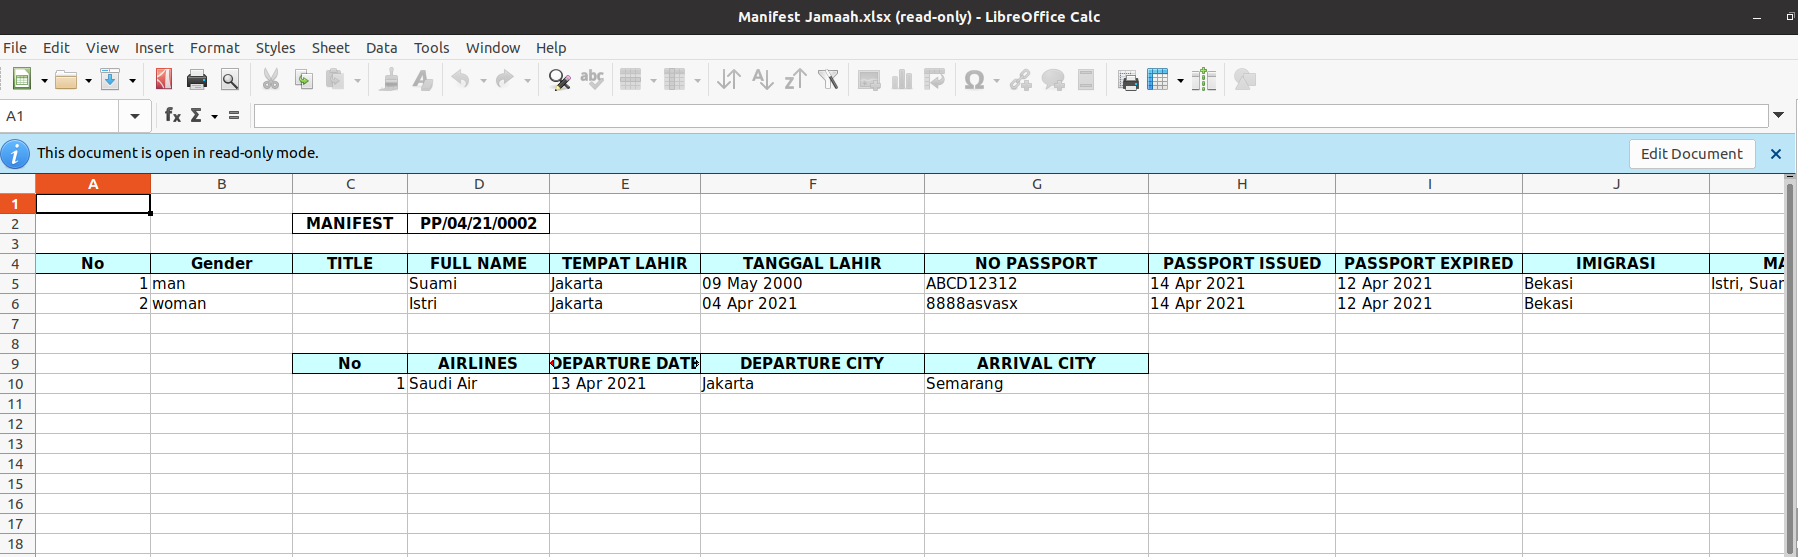 Manifest Jamaah.xlsx (read-only) - LibreOffice Calc
File Edit View Insert Format Styles Sheet Data Tools Window Help
abc
A1 fx Σ =
This document is open in read-only mode. Edit Document
A B C D E F G H I J
1
2 MANIFEST PP/04/21/0002
3
4 No Gender TITLE FULL NAME TEMPAT LAHIR TANGGAL LAHIR NO PASSPORT PASSPORT ISSUED PASSPORT EXPIRED IMIGRASI MA
5 1 man Suami Jakarta 09 May 2000 ABCD12312 14 Apr 2021 12 Apr 2021 Bekasi Istri, Suar
6 2 woman Istri Jakarta 04 Apr 2021 8888asvasx 14 Apr 2021 12 Apr 2021 Bekasi
7
8
9 No AIRLINES DEPARTURE DATE DEPARTURE CITY ARRIVAL CITY
10 1 Saudi Air 13 Apr 2021 Jakarta Semarang
11
12
13
14
15
16
17
18